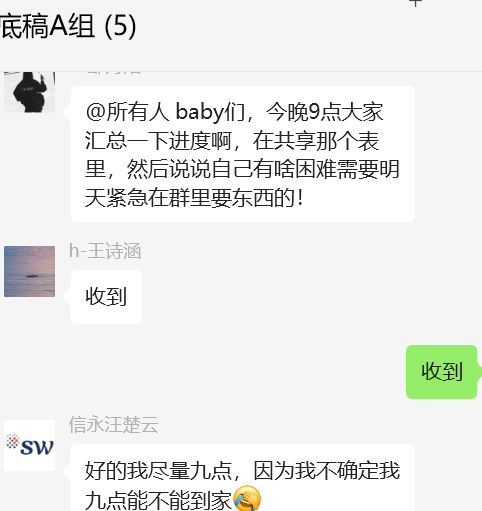 底稿A组 (5)
@所有人 baby们，今晚9点大家
汇总一下进度啊，在共享那个表
里，然后说说自己有啥困难需要明
天紧急在群里要东西的！
h-王诗涵
收到
收到
信永汪楚云
SW
好的我尽量九点，因为我不确定我
九点能不能到家🤣